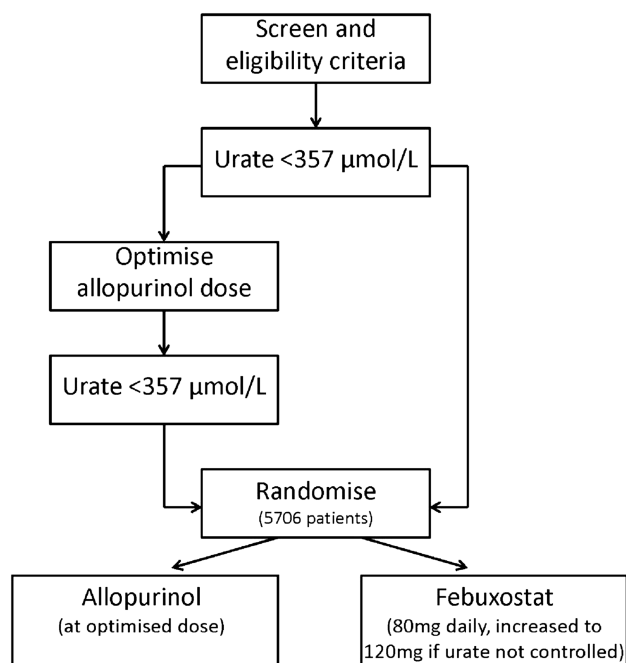 Screen and
eligibility criteria
Urate <357 μmol/L
Optimise
allopurinol dose
Urate <357 μmol/L
Randomise
(5706 patients)
Allopurinol
(at optimised dose)
Febuxostat
(80mg daily, increased to
120mg if urate not controlled)